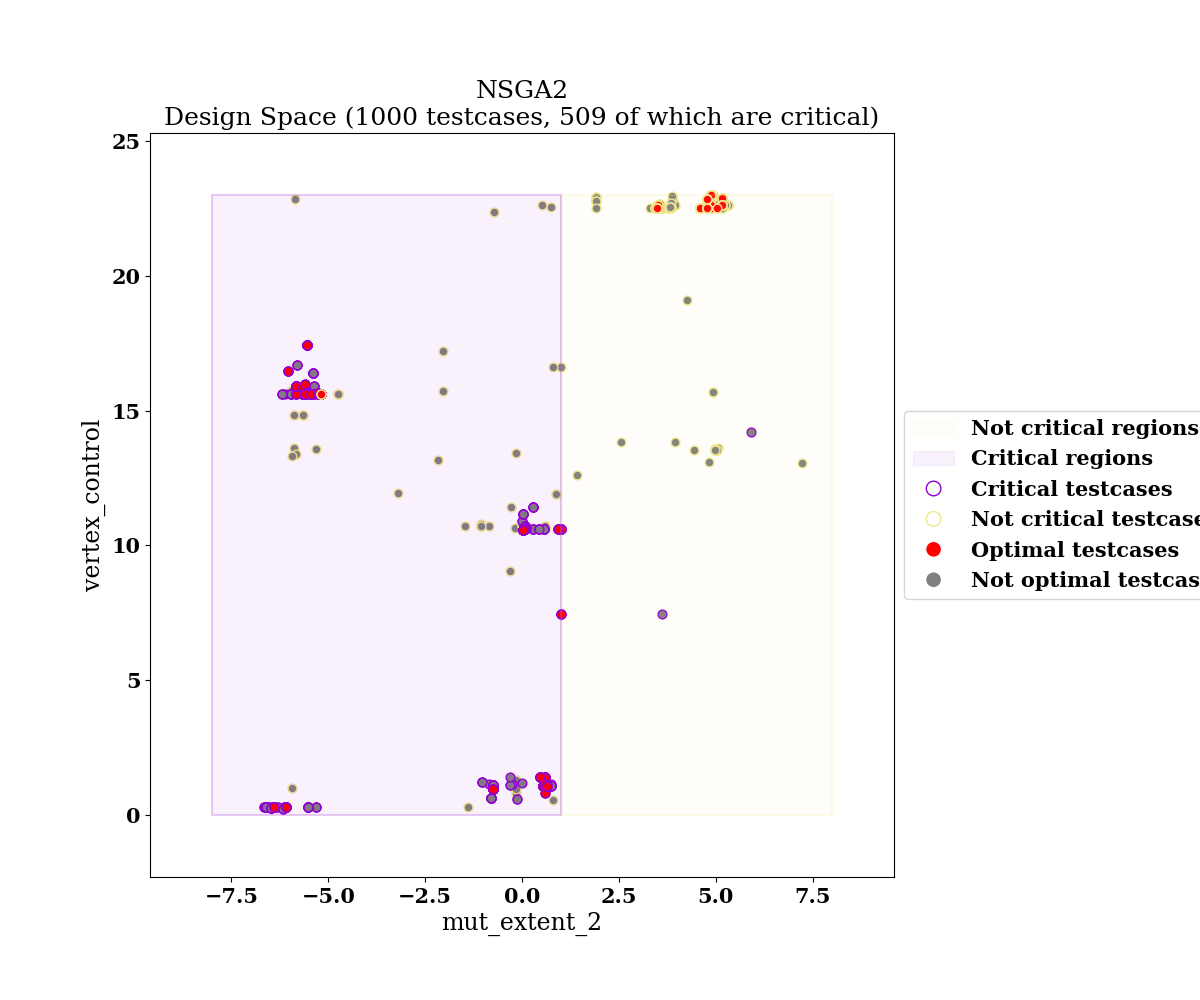 NSGA2
Design Space (1000 testcases, 509 of which are critical)
25
20
15
10
5
0
vertex_control
−7.5
−5.0
−2.5
0.0
2.5
5.0
7.5
mut_extent_2
Not critical regions
Critical regions
Critical testcases
Not critical testcase
Optimal testcases
Not optimal testcas